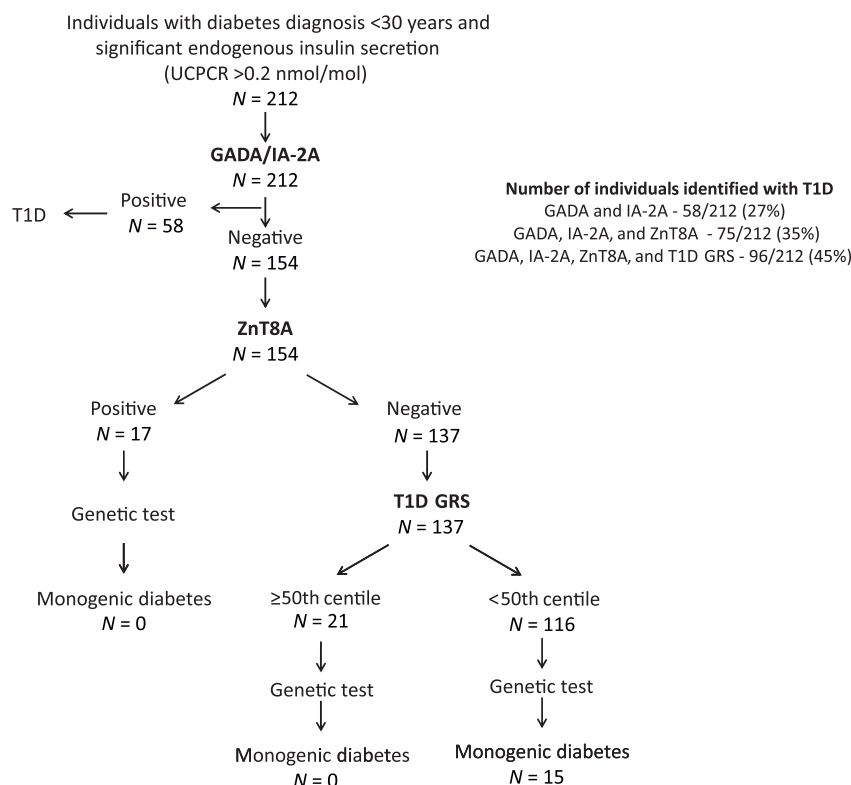 Individuals with diabetes diagnosis <30 years and
significant endogenous insulin secretion
(UCPCR >0.2 nmol/mol)
N = 212
GADA/IA-2A
N = 212
T1D
Positive
N = 58
Negative
N = 154
Number of individuals identified with T1D
GADA and IA-2A - 58/212 (27%)
GADA, IA-2A, and ZnT8A - 75/212 (35%)
GADA, IA-2A, ZnT8A, and T1D GRS - 96/212 (45%)
ZnT8A
N = 154
Positive
N = 17
Negative
N = 137
Genetic test
T1D GRS
N = 137
Monogenic diabetes
N = 0
≥50th centile
N = 21
<50th centile
N = 116
Genetic test
Genetic test
Monogenic diabetes
N = 0
Monogenic diabetes
N = 15